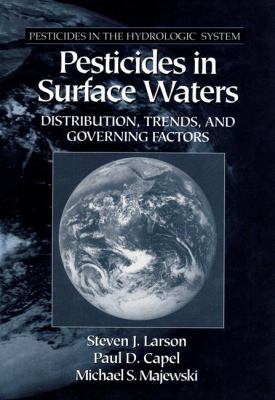 PESTICIDES IN THE HYDROLOGIC SYSTEM
Pesticides in
Surface Waters
DISTRIBUTION, TRENDS, AND
GOVERNING FACTORS
Steven J. Larson
Paul D. Capel
Michael S. Majewski